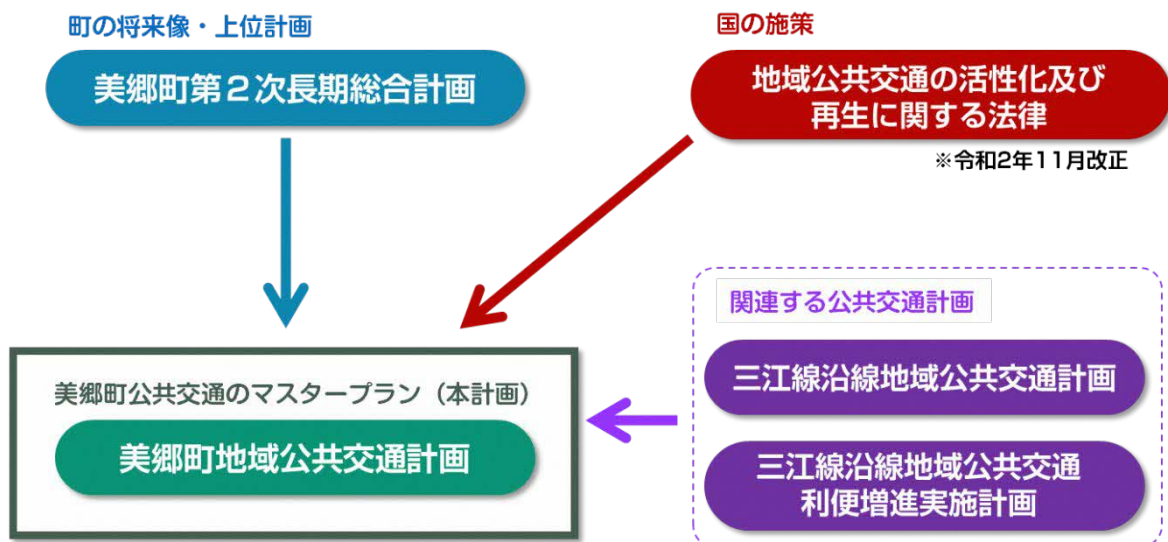 町の将来像・上位計画
美郷町第２次長期総合計画
国の施策
地域公共交通の活性化及び
再生に関する法律
※令和2年11月改正
関連する公共交通計画
三江線沿線地域公共交通計画
三江線沿線地域公共交通
利便増進実施計画
美郷町公共交通のマスタープラン（本計画）
美郷町地域公共交通計画